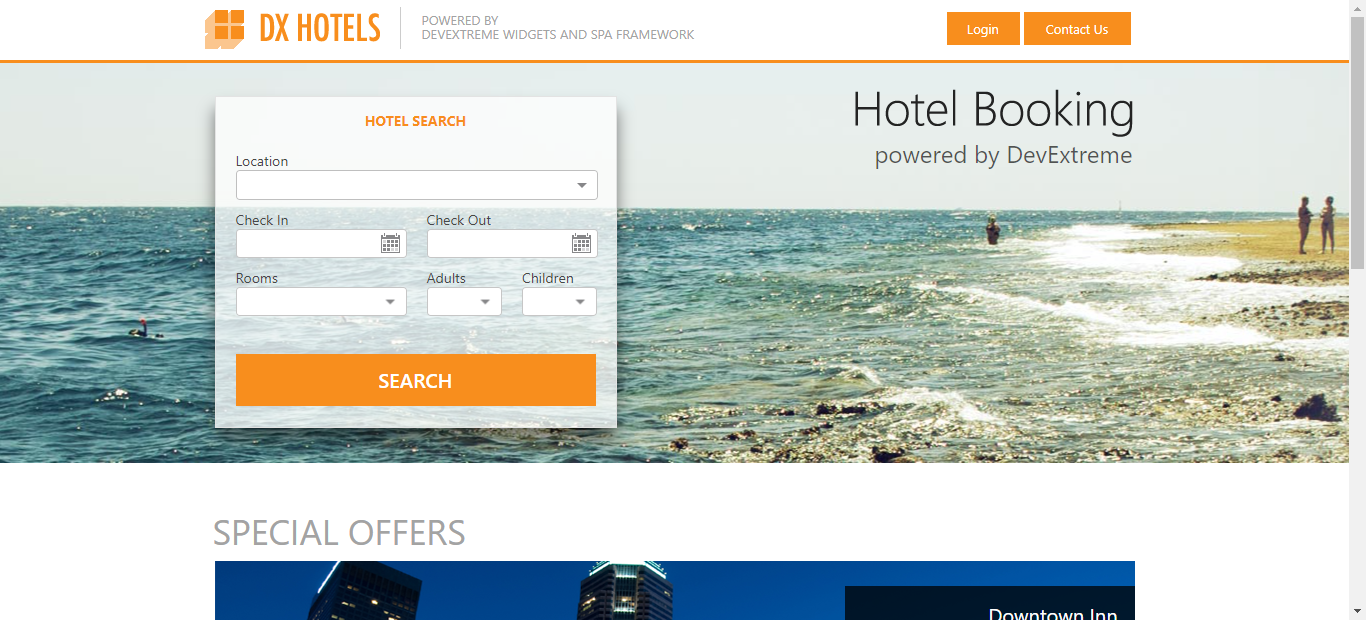 DX HOTELS
POWERED BY
DEVEXTREME WIDGETS AND SPA FRAMEWORK
Login
Contact Us
Hotel Booking
powered by DevExtreme
HOTEL SEARCH
Location
Check In
Check Out
Rooms
Adults
Children
SEARCH
SPECIAL OFFERS
Downtown Inn